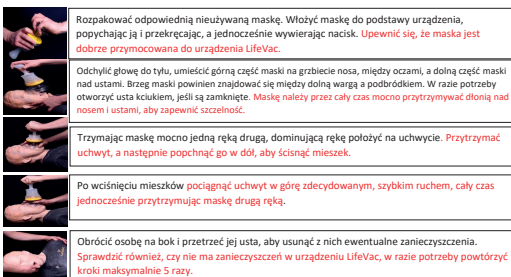 Rozpakować odpowiednią nieużywaną maskę. Włożyć maskę do podstawy urządzenia,
popychając ją i przekręcając, a jednocześnie wywierając nacisk. Upewnić się, że maska jest
dobrze przymocowana do urządzenia LifeVac.
Odchylić głowę do tyłu, umieścić górną część maski na grzbiecie nosa, między oczami, a dolną część maski
nad ustami. Brzeg maski powinien znajdować się między dolną wargą a podbródkiem. W razie potrzeby
otworzyć usta kciukiem, jeśli są zamknięte. Maskę należy przez cały czas mocno przytrzymywać dłonią nad
nosem i ustami, aby zapewnić szczelność.
Trzymając maskę mocno jedną ręką drugą, dominującą rękę położyć na uchwycie. Przytrzymać
uchwyt, a następnie popchnąć go w dół, aby ścisnąć mieszek.
Po wciśnięciu mieszków pociągnąć uchwyt w górę zdecydowanym, szybkim ruchem, cały czas
jednocześnie przytrzymując maskę drugą ręką.
Obrócić osobę na bok i przetrzeć jej usta, aby usunąć z nich ewentualne zanieczyszczenia.
Sprawdzić również, czy nie ma zanieczyszczeń w urządzeniu LifeVac, w razie potrzeby powtórzyć
kroki maksymalnie 5 razy.